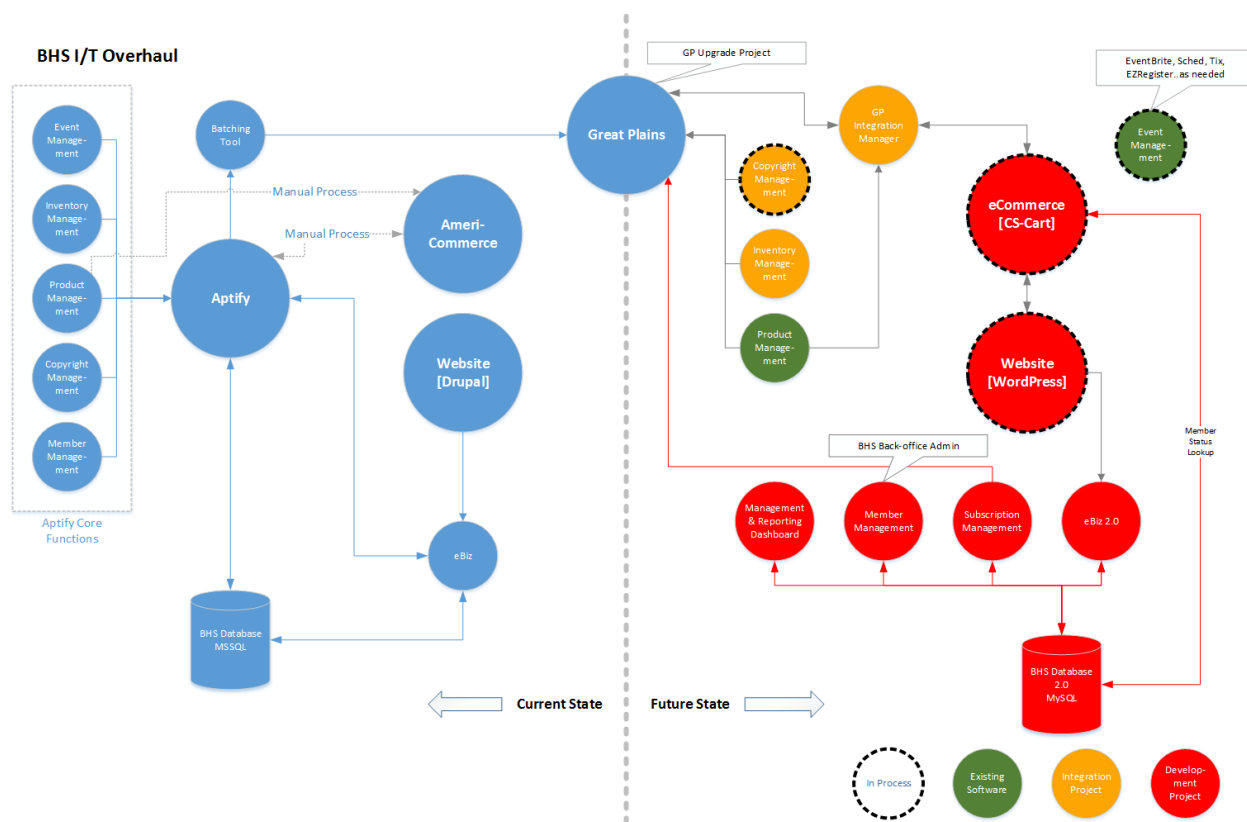 BHS I/T Overhaul
Event
Manage-
ment
Inventory
Manage-
ment
Product
Manage-
ment
Copyright
Manage-
ment
Member
Management
Aptify Core
Functions
Batching
Tool
Manual Process
Manual Process
Ameri-
Commerce
Aptify
Website
[Drupal]
eBiz
BHS Database
MSSQL
Current State
GP Upgrade Project
Great Plains
GP
Integration
Manager
Copyright
Manage-
ment
Inventory
Manage-
ment
Product
Manage-
ment
EventBrite, Sched, Tix,
EZRegister..as needed
Event
Manage-
ment
eCommerce
[CS-Cart]
Website
[WordPress]
Member
Status
Lookup
BHS Back-office Admin
Management
& Reporting
Dashboard
Member
Management
Subscription
Management
eBiz 2.0
BHS Database
2.0
MySQL
Future State
In Process
Existing
Software
Integration
Project
Develop-
ment
Project